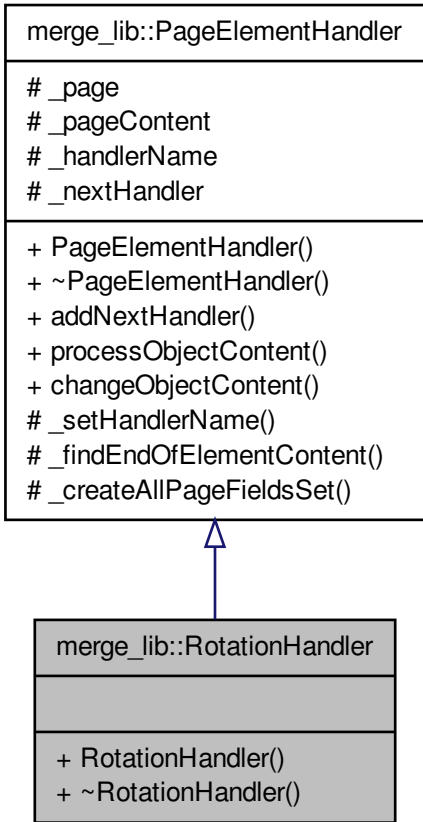 merge_lib::PageElementHandler
# _page
# _pageContent
# _handlerName
# _nextHandler
+ PageElementHandler()
+ ~PageElementHandler()
+ addNextHandler()
+ processObjectContent()
+ changeObjectContent()
# _setHandlerName()
# _findEndOfElementContent()
# _createAllPageFieldsSet()
merge_lib::RotationHandler
+ RotationHandler()
+ ~RotationHandler()